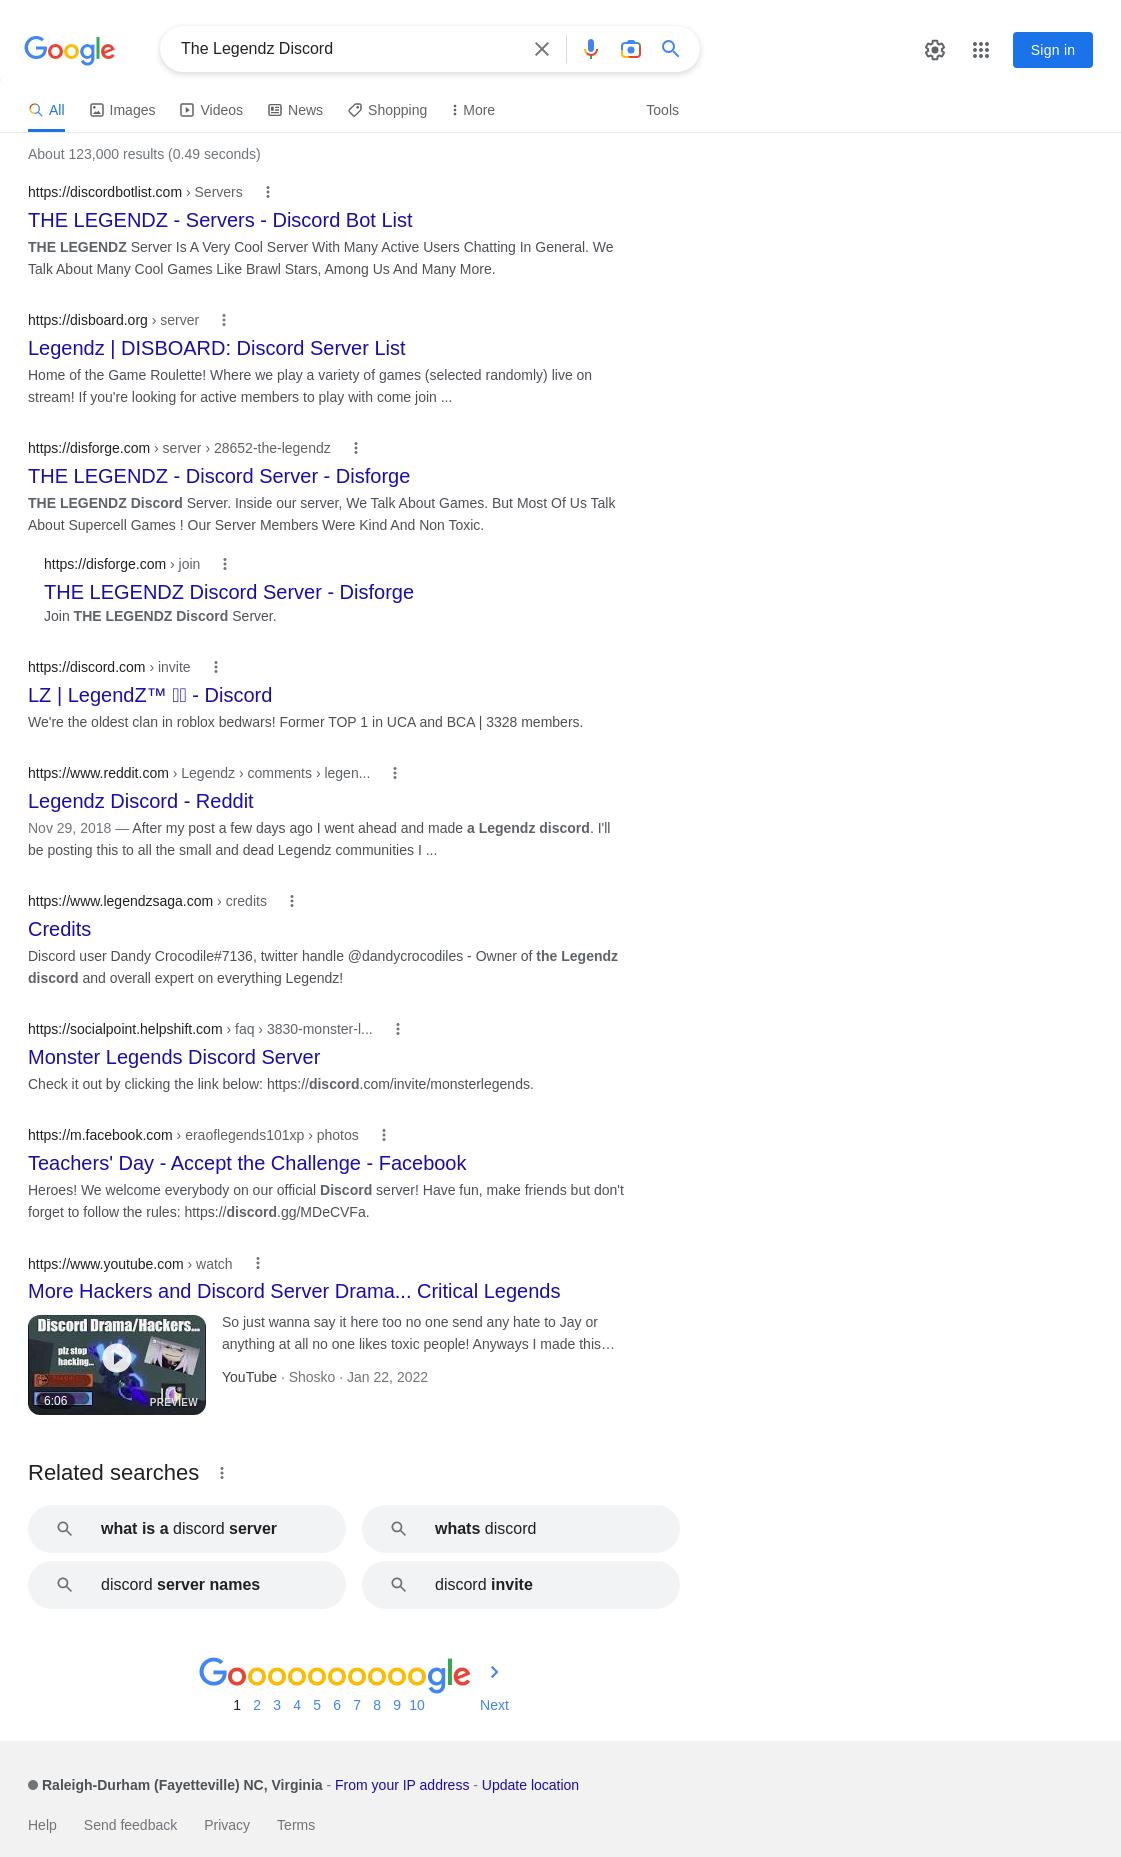 Google
The Legendz Discord
Sign in
All Images Videos News Shopping More Tools
About 123,000 results (0.49 seconds)
https://discordbotlist.com › Servers
THE LEGENDZ - Servers - Discord Bot List
THE LEGENDZ Server Is A Very Cool Server With Many Active Users Chatting In General. We
Talk About Many Cool Games Like Brawl Stars, Among Us And Many More.
https://disboard.org › server
Legendz | DISBOARD: Discord Server List
Home of the Game Roulette! Where we play a variety of games (selected randomly) live on
stream! If you're looking for active members to play with come join ...
https://disforge.com › server › 28652-the-legendz
THE LEGENDZ - Discord Server - Disforge
THE LEGENDZ Discord Server. Inside our server, We Talk About Games. But Most Of Us Talk
About Supercell Games ! Our Server Members Were Kind And Non Toxic.
https://disforge.com › join
THE LEGENDZ Discord Server - Disforge
Join THE LEGENDZ Discord Server.
https://discord.com › invite
LZ | LegendZ™ - Discord
We're the oldest clan in roblox bedwars! Former TOP 1 in UCA and BCA | 3328 members.
https://www.reddit.com › Legendz › comments › legen...
Legendz Discord - Reddit
Nov 29, 2018 — After my post a few days ago I went ahead and made a Legendz discord. I'll
be posting this to all the small and dead Legendz communities I ...
https://www.legendzsaga.com › credits
Credits
Discord user Dandy Crocodile#7136, twitter handle @dandycrocodiles - Owner of the Legendz
discord and overall expert on everything Legendz!
https://socialpoint.helpshift.com › faq › 3830-monster-l...
Monster Legends Discord Server
Check it out by clicking the link below: https://discord.com/invite/monsterlegends.
https://m.facebook.com › eraoflegends101xp › photos
Teachers' Day - Accept the Challenge - Facebook
Heroes! We welcome everybody on our official Discord server! Have fun, make friends but don't
forget to follow the rules: https://discord.gg/MDeCVFa.
https://www.youtube.com › watch
More Hackers and Discord Server Drama... Critical Legends
Discord Drama/Hackers...
plz stop
hacking...
6:06
PREVIEW
So just wanna say it here too no one send any hate to Jay or
anything at all no one likes toxic people! Anyways I made this…
YouTube · Shosko · Jan 22, 2022
Related searches
what is a discord server
whats discord
discord server names
discord invite
Goooooooooogle
1 2 3 4 5 6 7 8 9 10 Next
Raleigh-Durham (Fayetteville) NC, Virginia - From your IP address - Update location
Help Send feedback Privacy Terms